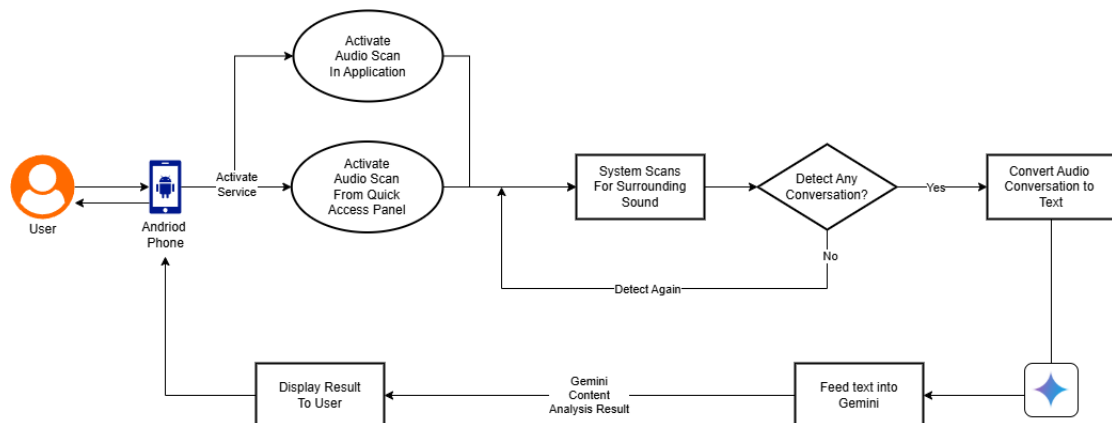 Activate
Audio Scan
In Application
User
Andriod
Phone
Activate
Service
Activate
Audio Scan
From Quick
Access Panel
System Scans
For Surrounding
Sound
Detect Any
Conversation?
Yes
Convert Audio
Conversation to
Text
No
Detect Again
Feed text into
Gemini
Gemini
Content
Analysis Result
Display Result
To User